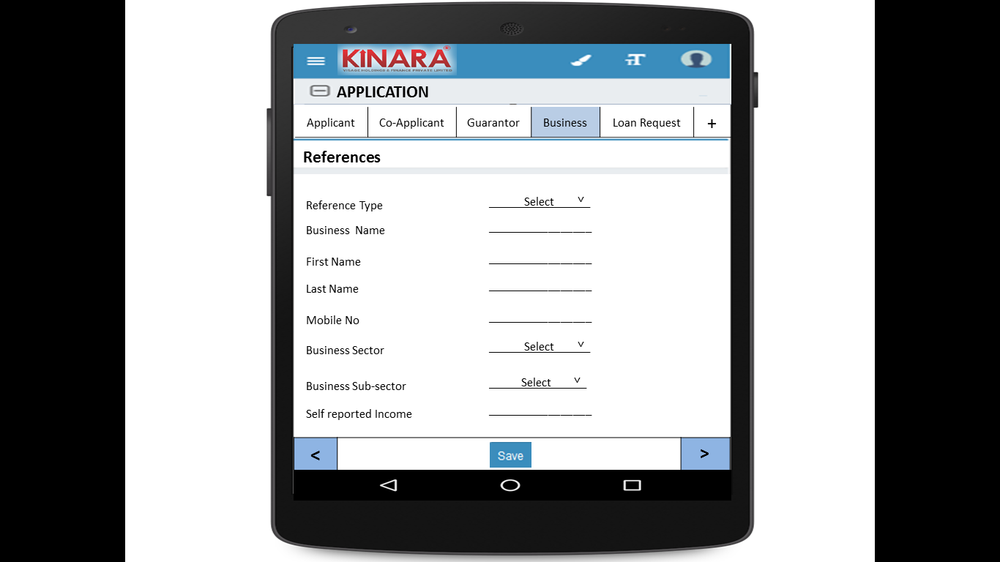 KINARA®
VISAGE HOLDINGS & FINANCE PRIVATE LIMITED
APPLICATION
Applicant Co-Applicant Guarantor Business Loan Request +
References
Reference Type Select v
Business Name
First Name
Last Name
Mobile No
Business Sector Select v
Business Sub-sector Select v
Self reported Income
< Save >